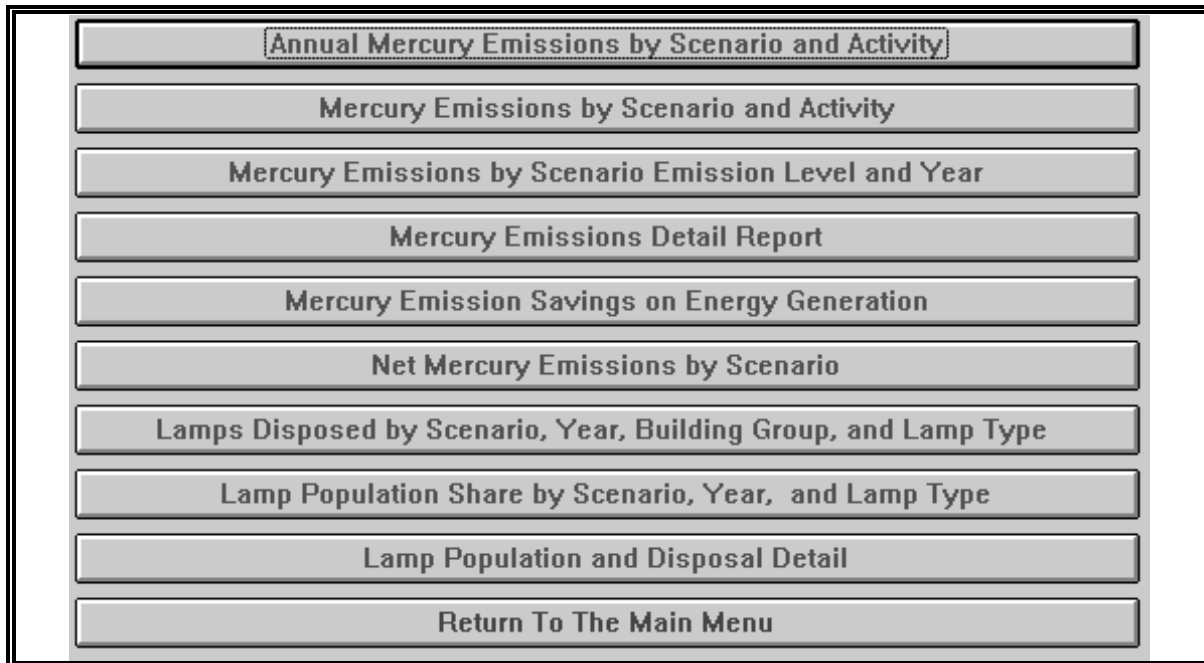 Annual Mercury Emissions by Scenario and Activity
Mercury Emissions by Scenario and Activity
Mercury Emissions by Scenario Emission Level and Year
Mercury Emissions Detail Report
Mercury Emission Savings on Energy Generation
Net Mercury Emissions by Scenario
Lamps Disposed by Scenario, Year, Building Group, and Lamp Type
Lamp Population Share by Scenario, Year,  and Lamp Type
Lamp Population and Disposal Detail
Return To The Main Menu